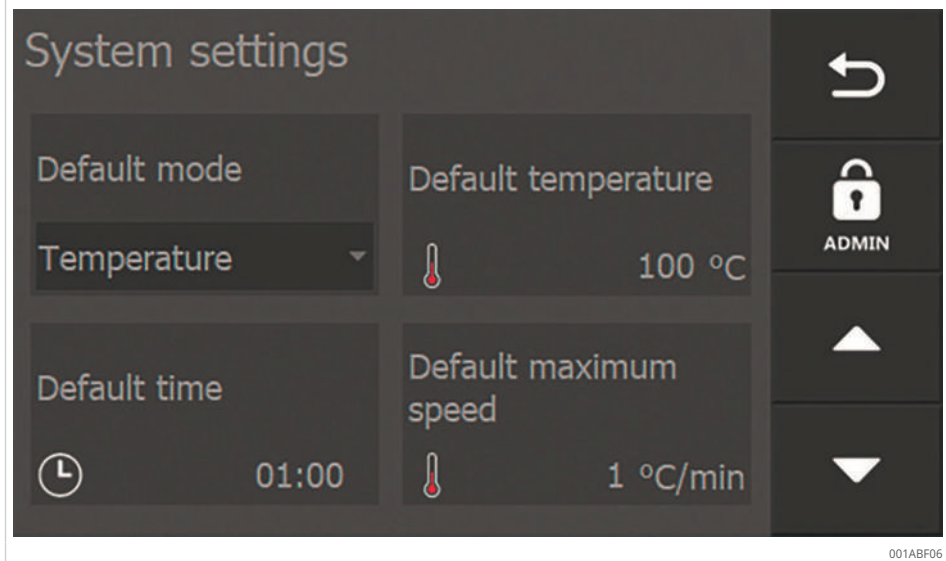 System settings
Default mode
Temperature
Default temperature
100 °C
Default time
01:00
Default maximum
speed
1 °C/min
ADMIN
001ABF06